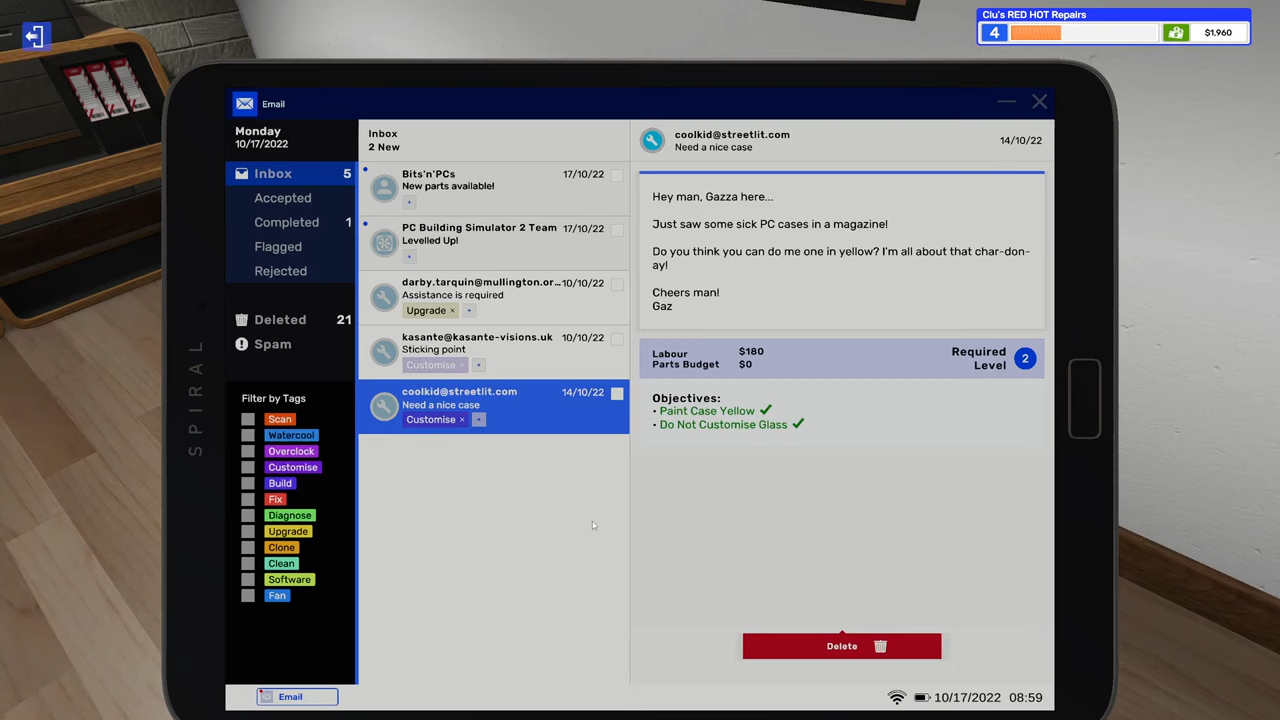 Clu's RED HOT Repairs
4
$1,960
Email
Monday
10/17/2022
Inbox 5
Accepted
Completed 1
Flagged
Rejected
Deleted 21
Spam
Filter by Tags
Scan
Watercool
Overclock
Customise
Build
Fix
Diagnose
Upgrade
Clone
Clean
Software
Fan
SPIRAL
Inbox
2 New
Bits'n'PCs 17/10/22
New parts available!
+
PC Building Simulator 2 Team 17/10/22
Levelled Up!
+
darby.tarquin@mullington.or... 10/10/22
Assistance is required
Upgrade × +
kasante@kasante-visions.uk 10/10/22
Sticking point
Customise × +
coolkid@streetlit.com 14/10/22
Need a nice case
Customise × +
coolkid@streetlit.com 14/10/22
Need a nice case
Hey man, Gazza here...
Just saw some sick PC cases in a magazine!
Do you think you can do me one in yellow? I'm all about that char-don-
ay!
Cheers man!
Gaz
Labour $180
Parts Budget $0
Required
Level 2
Objectives:
• Paint Case Yellow ✓
• Do Not Customise Glass ✓
Delete
Email
10/17/2022 08:59